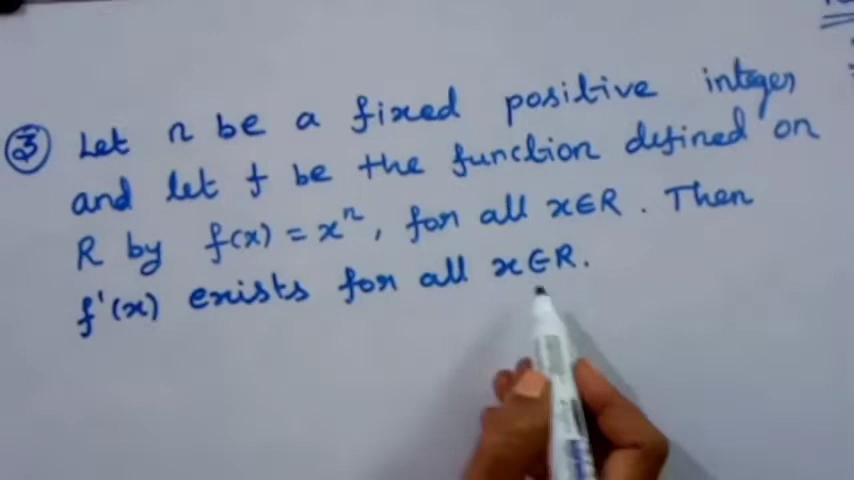 ③ Let n be a fixed positive integer,
and let f be the function defined on
R by f(x) = xⁿ, for all x∈R. Then
f'(x) exists for all x∈R.